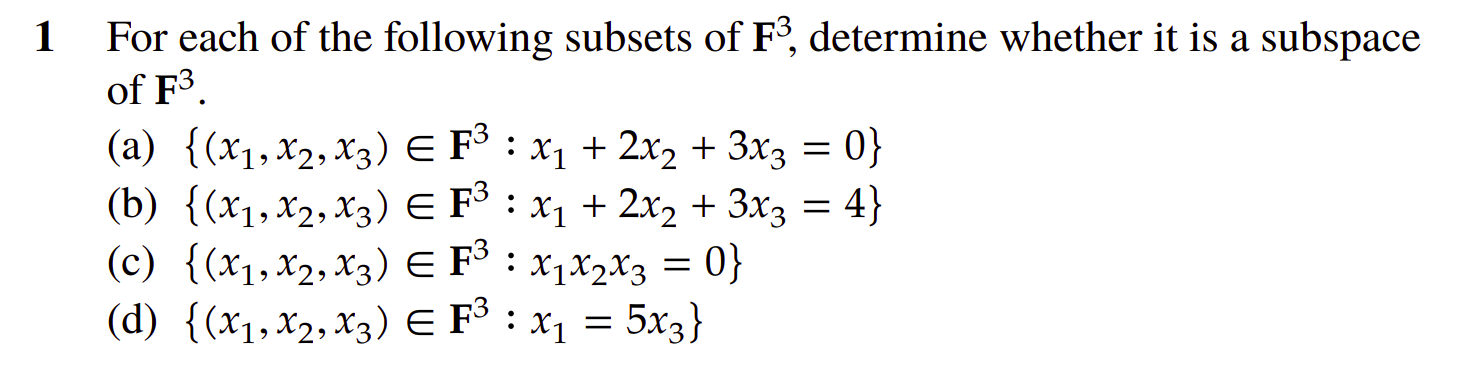 1 For each of the following subsets of F³, determine whether it is a subspace
of F³.
(a) {(x₁, x₂, x₃) ∈ F³ : x₁ + 2x₂ + 3x₃ = 0}
(b) {(x₁, x₂, x₃) ∈ F³ : x₁ + 2x₂ + 3x₃ = 4}
(c) {(x₁, x₂, x₃) ∈ F³ : x₁x₂x₃ = 0}
(d) {(x₁, x₂, x₃) ∈ F³ : x₁ = 5x₃}